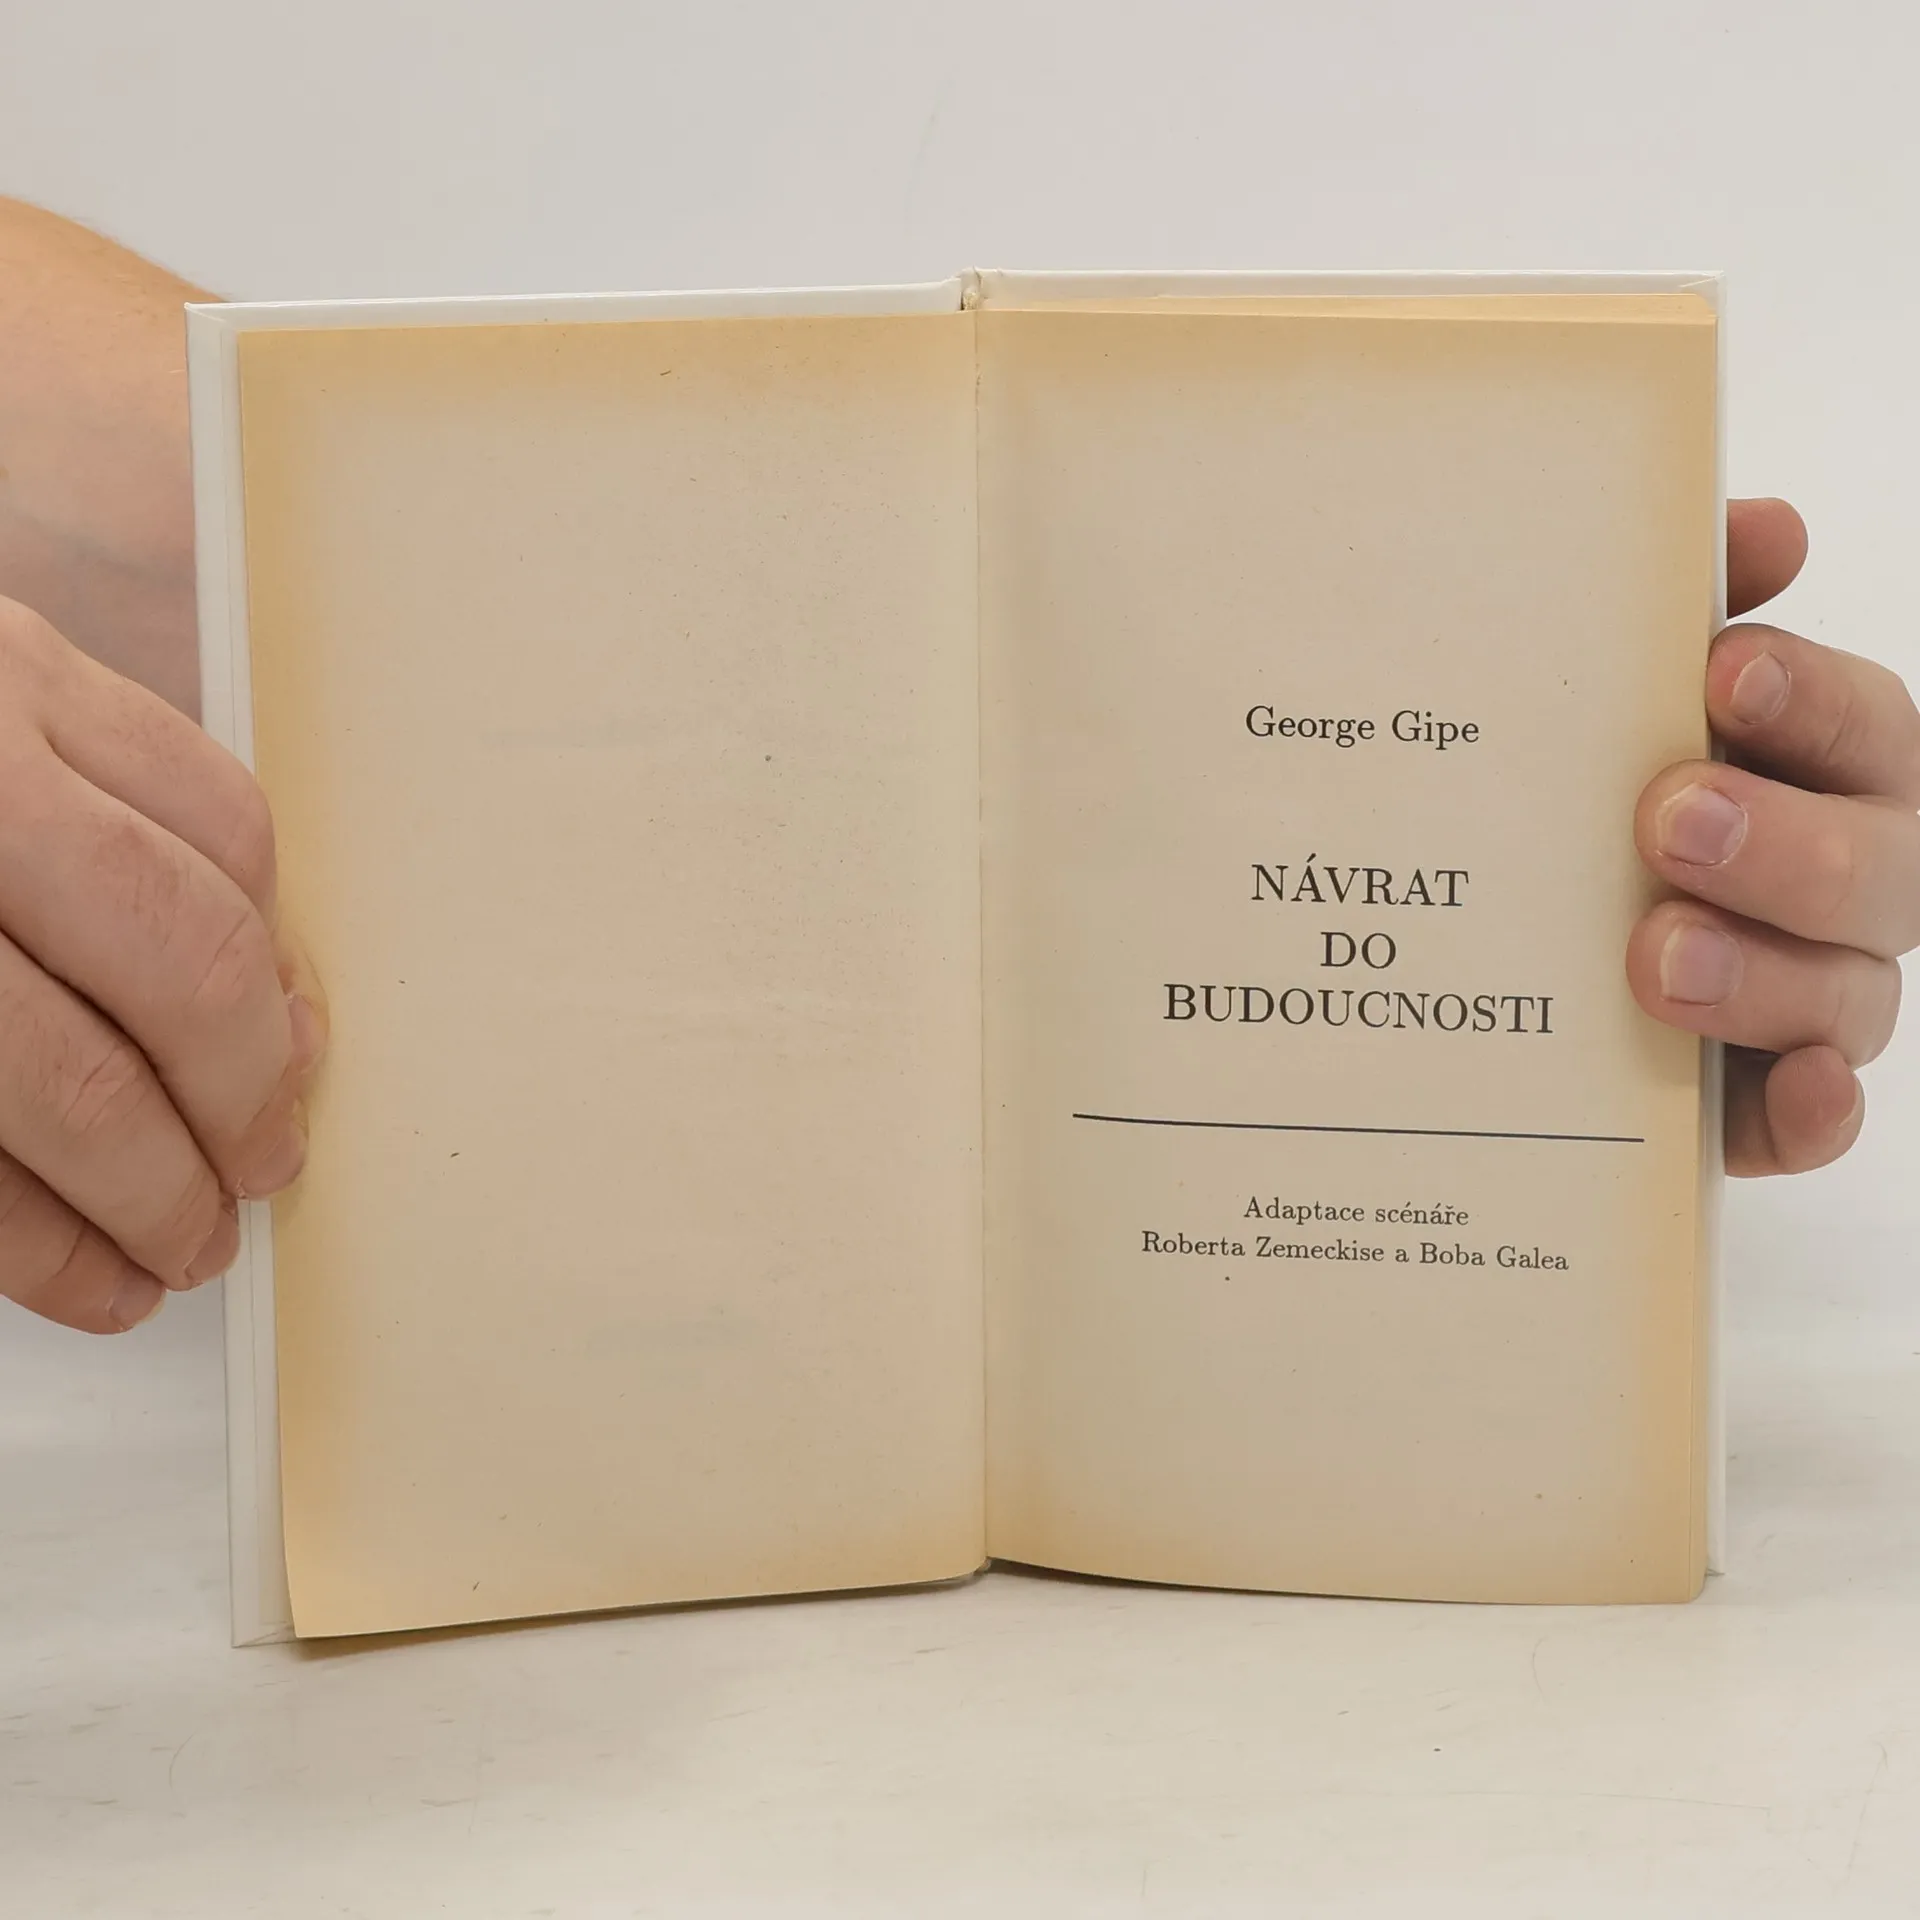 George Gipe
NÁVRAT
DO
BUDOUCNOSTI
Adaptace scénáře
Roberta Zemeckise a Boba Galea